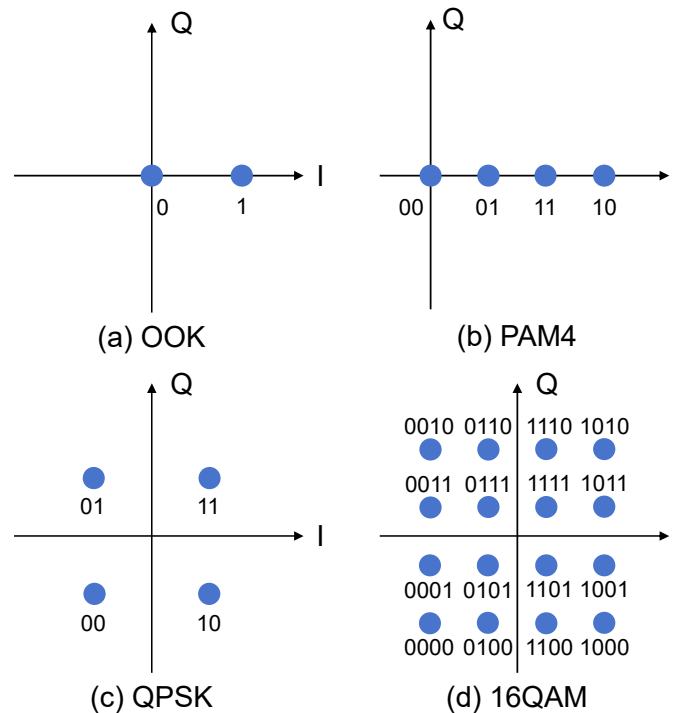 Q
I
0
1
(a) OOK
Q
00
01
11
10
(b) PAM4
Q
I
01
11
00
10
(c) QPSK
Q
0010 0110 1110 1010
0011 0111 1111 1011
0001 0101 1101 1001
0000 0100 1100 1000
(d) 16QAM